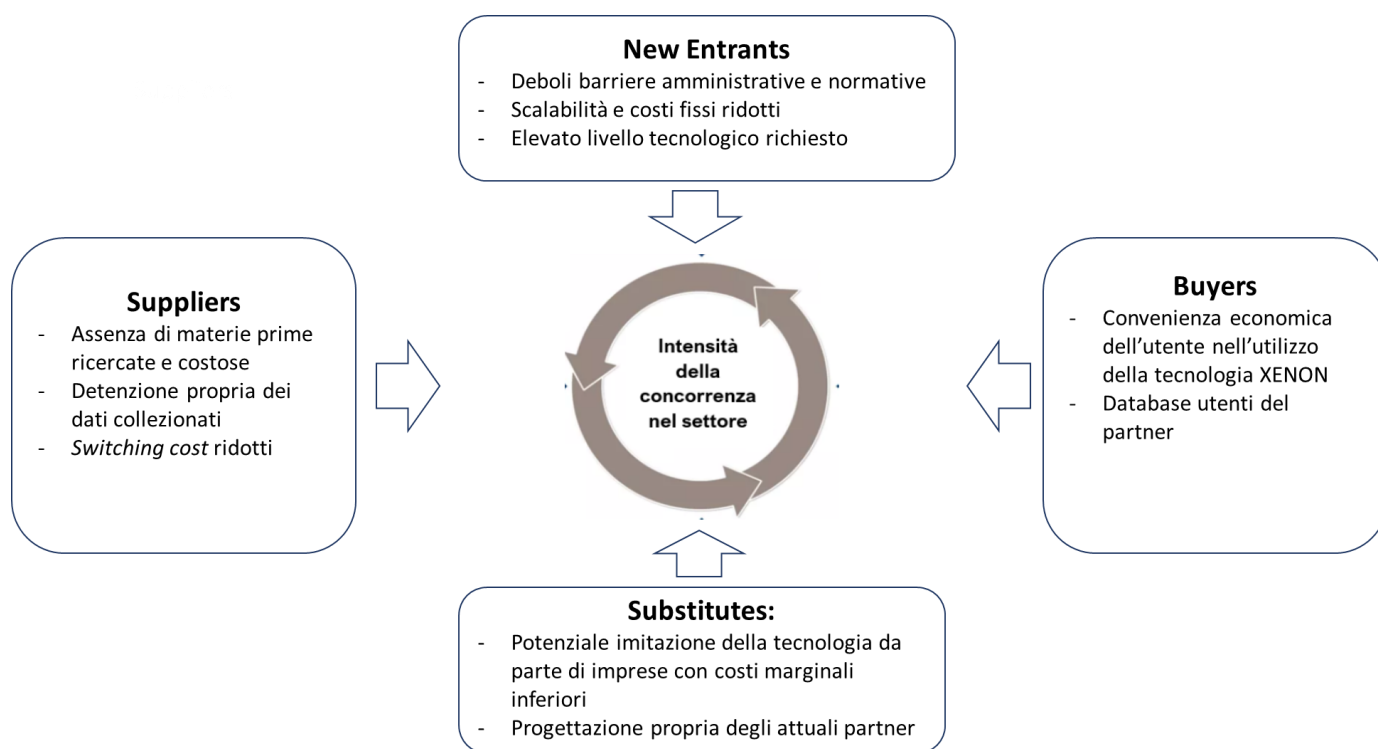 New Entrants
- Deboli barriere amministrative e normative
- Scalabilità e costi fissi ridotti
- Elevato livello tecnologico richiesto
Suppliers
- Assenza di materie prime
ricercate e costose
- Detenzione propria dei
dati collezionati
- Switching cost ridotti
Intensità
della
concorrenza
nel settore
Buyers
- Convenienza economica
dell'utente nell'utilizzo
della tecnologia XENON
- Database utenti del
partner
Substitutes:
- Potenziale imitazione della tecnologia da
parte di imprese con costi marginali
inferiori
- Progettazione propria degli attuali partner